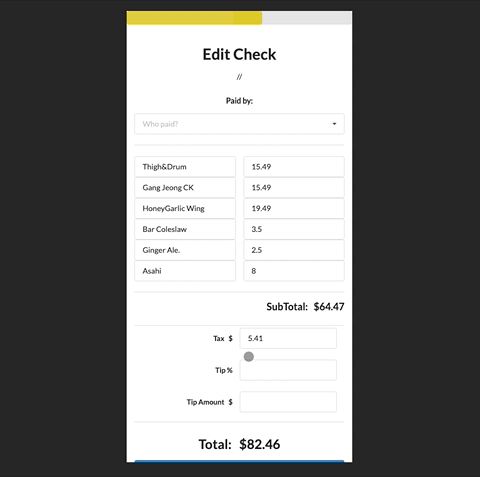 Edit Check
//
Paid by:
Who paid?
Thigh&Drum 15.49
Gang Jeong CK 15.49
HoneyGarlic Wing 19.49
Bar Coleslaw 3.5
Ginger Ale. 2.5
Asahi 8
SubTotal: $64.47
Tax $ 5.41
Tip %
Tip Amount $
Total: $82.46